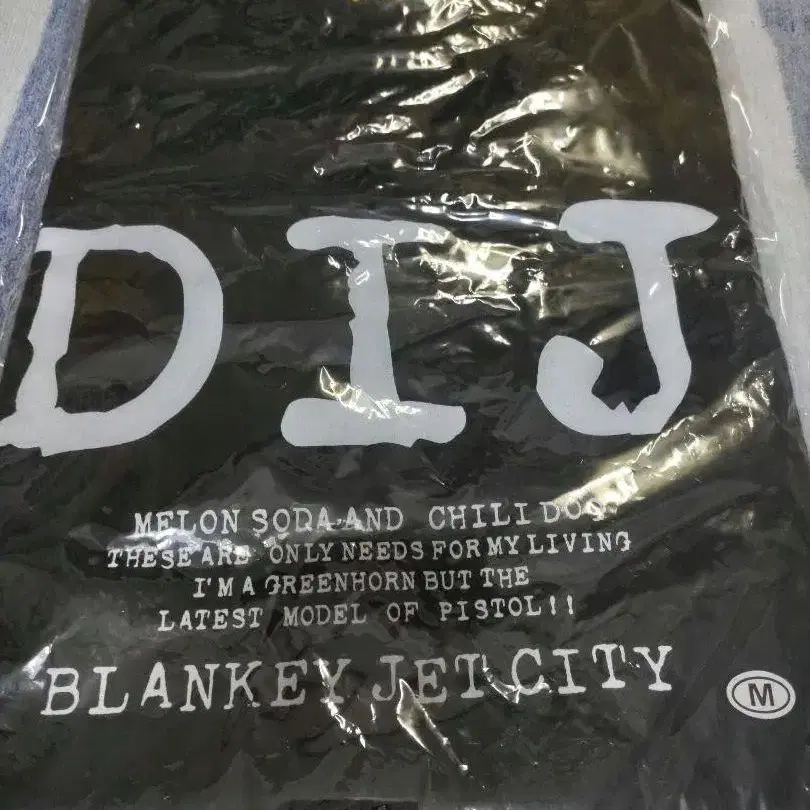 DIJ
MELON SODA AND CHILI DOG
THESE ARE ONLY NEEDS FOR MY LIVING
I'M A GREENHORN BUT THE
LATEST MODEL OF PISTOL!!
BLANKEY JET CITY
M